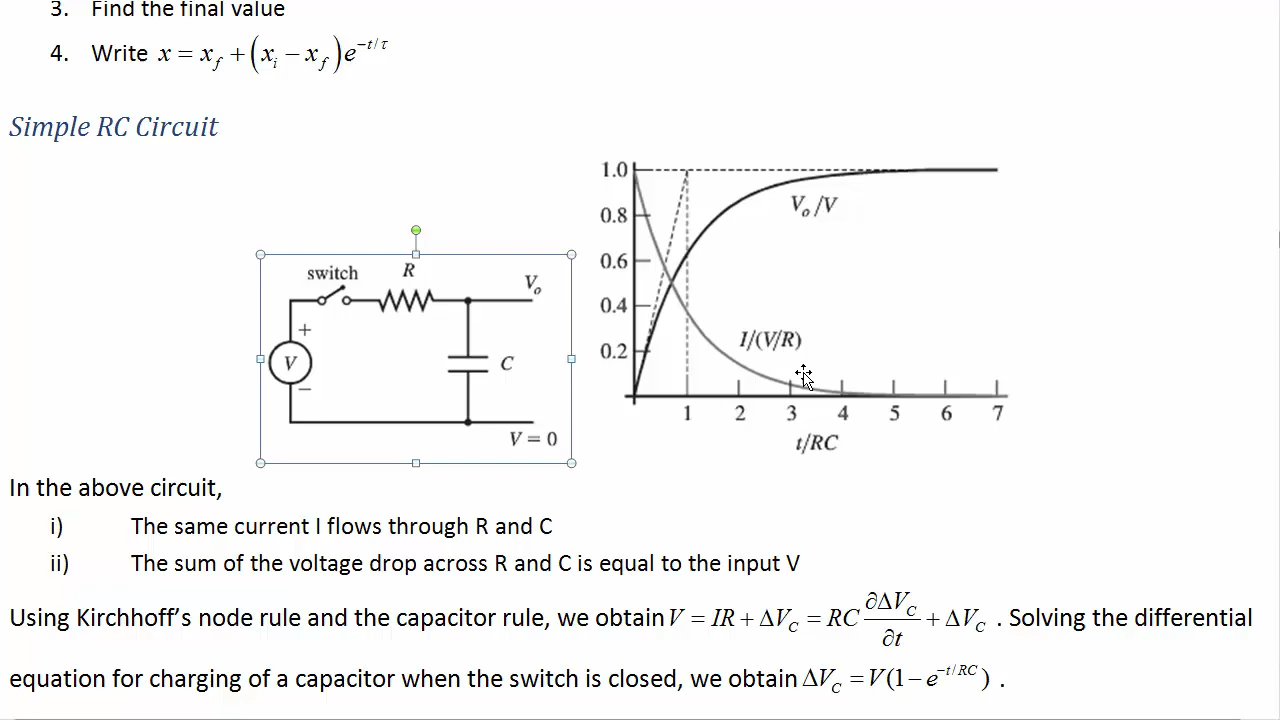 3. Find the final value
4. Write x = x_f + (x_i − x_f)e^{−t/τ}
Simple RC Circuit
switch
R
V_o
+
V
−
C
V = 0
1.0
0.8
0.6
0.4
0.2
V_o/V
I/(V/R)
1 2 3 4 5 6 7
t/RC
In the above circuit,
i) The same current I flows through R and C
ii) The sum of the voltage drop across R and C is equal to the input V
Using Kirchhoff’s node rule and the capacitor rule, we obtain V = IR + ΔV_C = RC ∂ΔV_C/∂t + ΔV_C . Solving the differential
equation for charging of a capacitor when the switch is closed, we obtain ΔV_C = V(1 − e^{−t/RC}) .